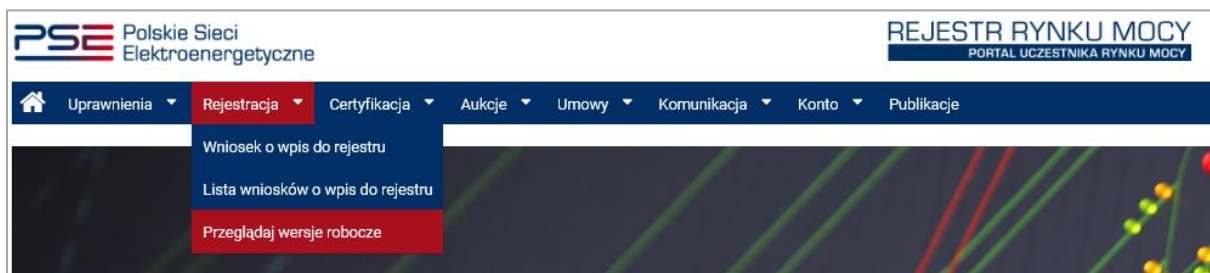 PSE Polskie Sieci
Elektroenergetyczne
REJESTR RYNKU MOCY
PORTAL UCZESTNIKA RYNKU MOCY
Uprawnienia Rejestracja Certyfikacja Aukcje Umowy Komunikacja Konto Publikacje
Wniosek o wpis do rejestru
Lista wniosków o wpis do rejestru
Przeglądaj wersje robocze